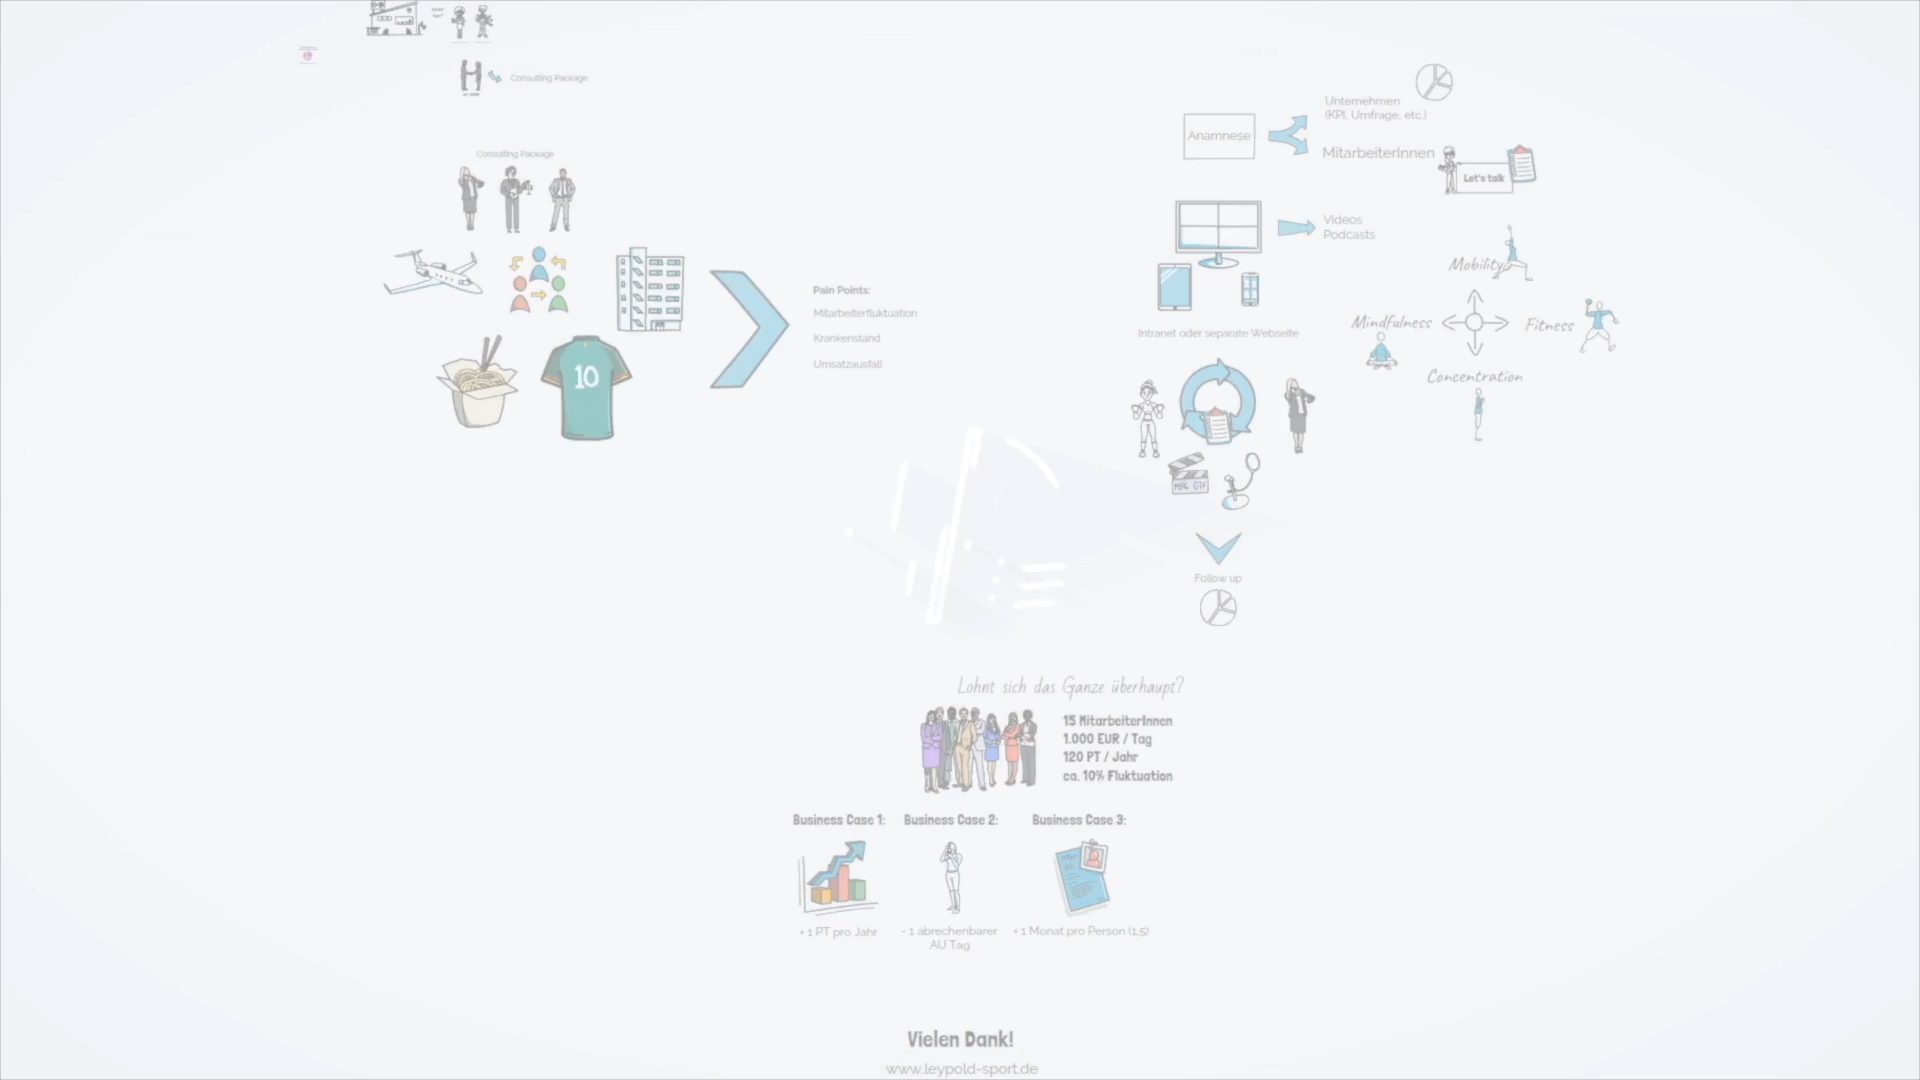 Consulting Package
Consulting Package
Pain Points:
Mitarbeiterfluktuation
Krankenstand
Umsatzausfall
10
Anamnese
Unternehmen
(KPI, Umfrage, etc.)
MitarbeiterInnen
Let's talk
Videos
Podcasts
Intranet oder separate Webseite
Mobility
Mindfulness
Fitness
Concentration
Follow up
Lohnt sich das Ganze überhaupt?
15 MitarbeiterInnen
1.000 EUR / Tag
120 PT / Jahr
ca. 10% Fluktuation
Business Case 1:
+ 1 PT pro Jahr
Business Case 2:
- 1 abrechenbarer
AU Tag
Business Case 3:
+ 1 Monat pro Person (1,5)
Vielen Dank!
www.leypold-sport.de